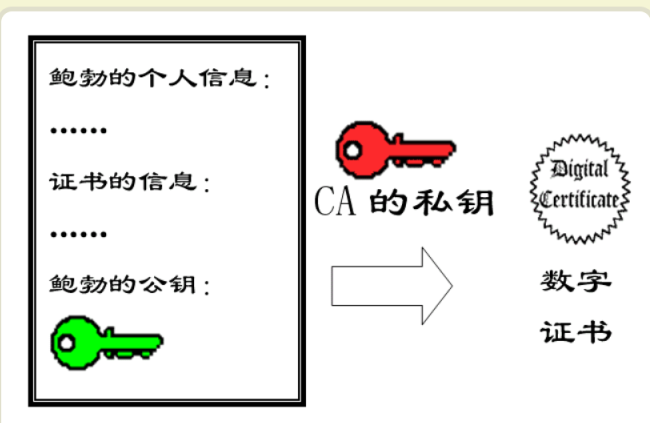 鲍勃的个人信息：
······
证书的信息：
······
鲍勃的公钥：
CA 的私钥
Digital
Certificate
数字
证书